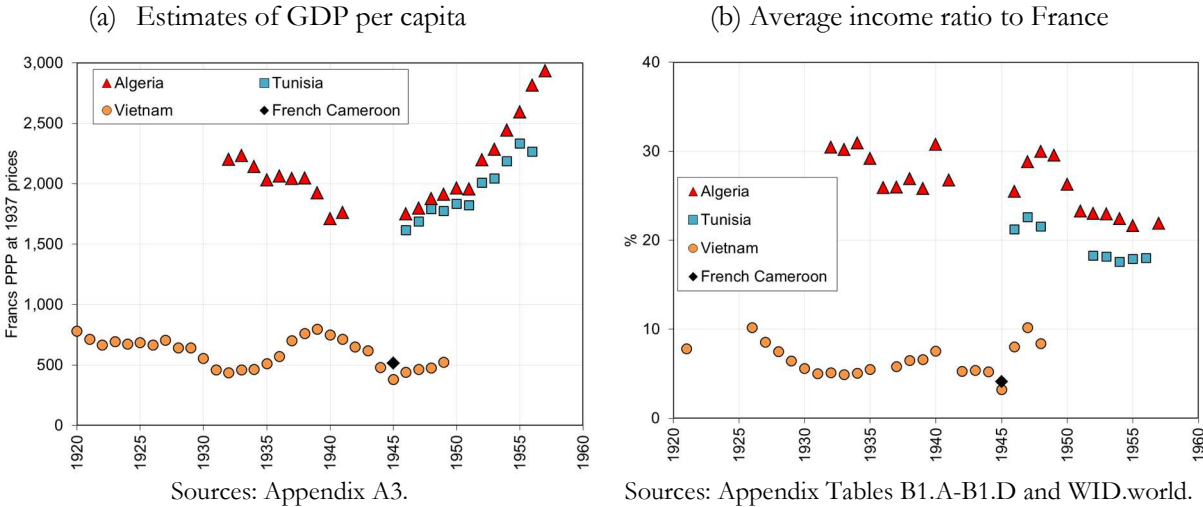 (a) Estimates of GDP per capita
3,000
2,500
2,000
1,500
1,000
500
0
Francs PPP at 1937 prices
Algeria
Tunisia
Vietnam
French Cameroon
1920
1925
1930
1935
1940
1945
1950
1955
1960
Sources: Appendix A3.
(b) Average income ratio to France
40
30
20
10
0
%
Algeria
Tunisia
Vietnam
French Cameroon
1920
1925
1930
1935
1940
1945
1950
1955
1960
Sources: Appendix Tables B1.A-B1.D and WID.world.